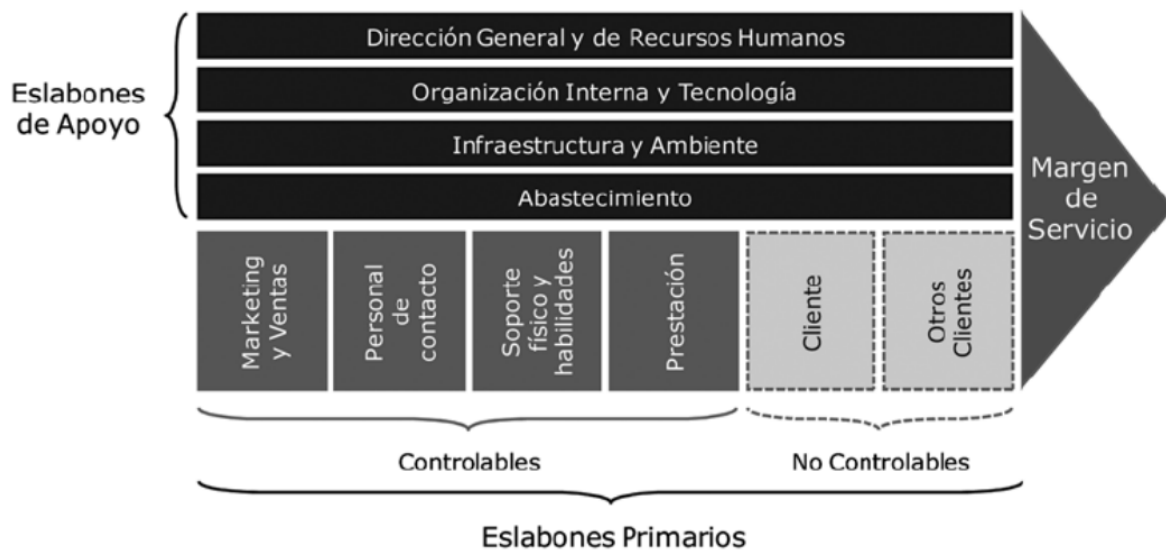 Eslabones
de Apoyo
Dirección General y de Recursos Humanos
Organización Interna y Tecnología
Infraestructura y Ambiente
Abastecimiento
Marketing
y Ventas
Personal
de
contacto
Soporte
físico y
habilidades
Prestación
Cliente
Otros
Clientes
Margen
de
Servicio
Controlables
No Controlables
Eslabones Primarios